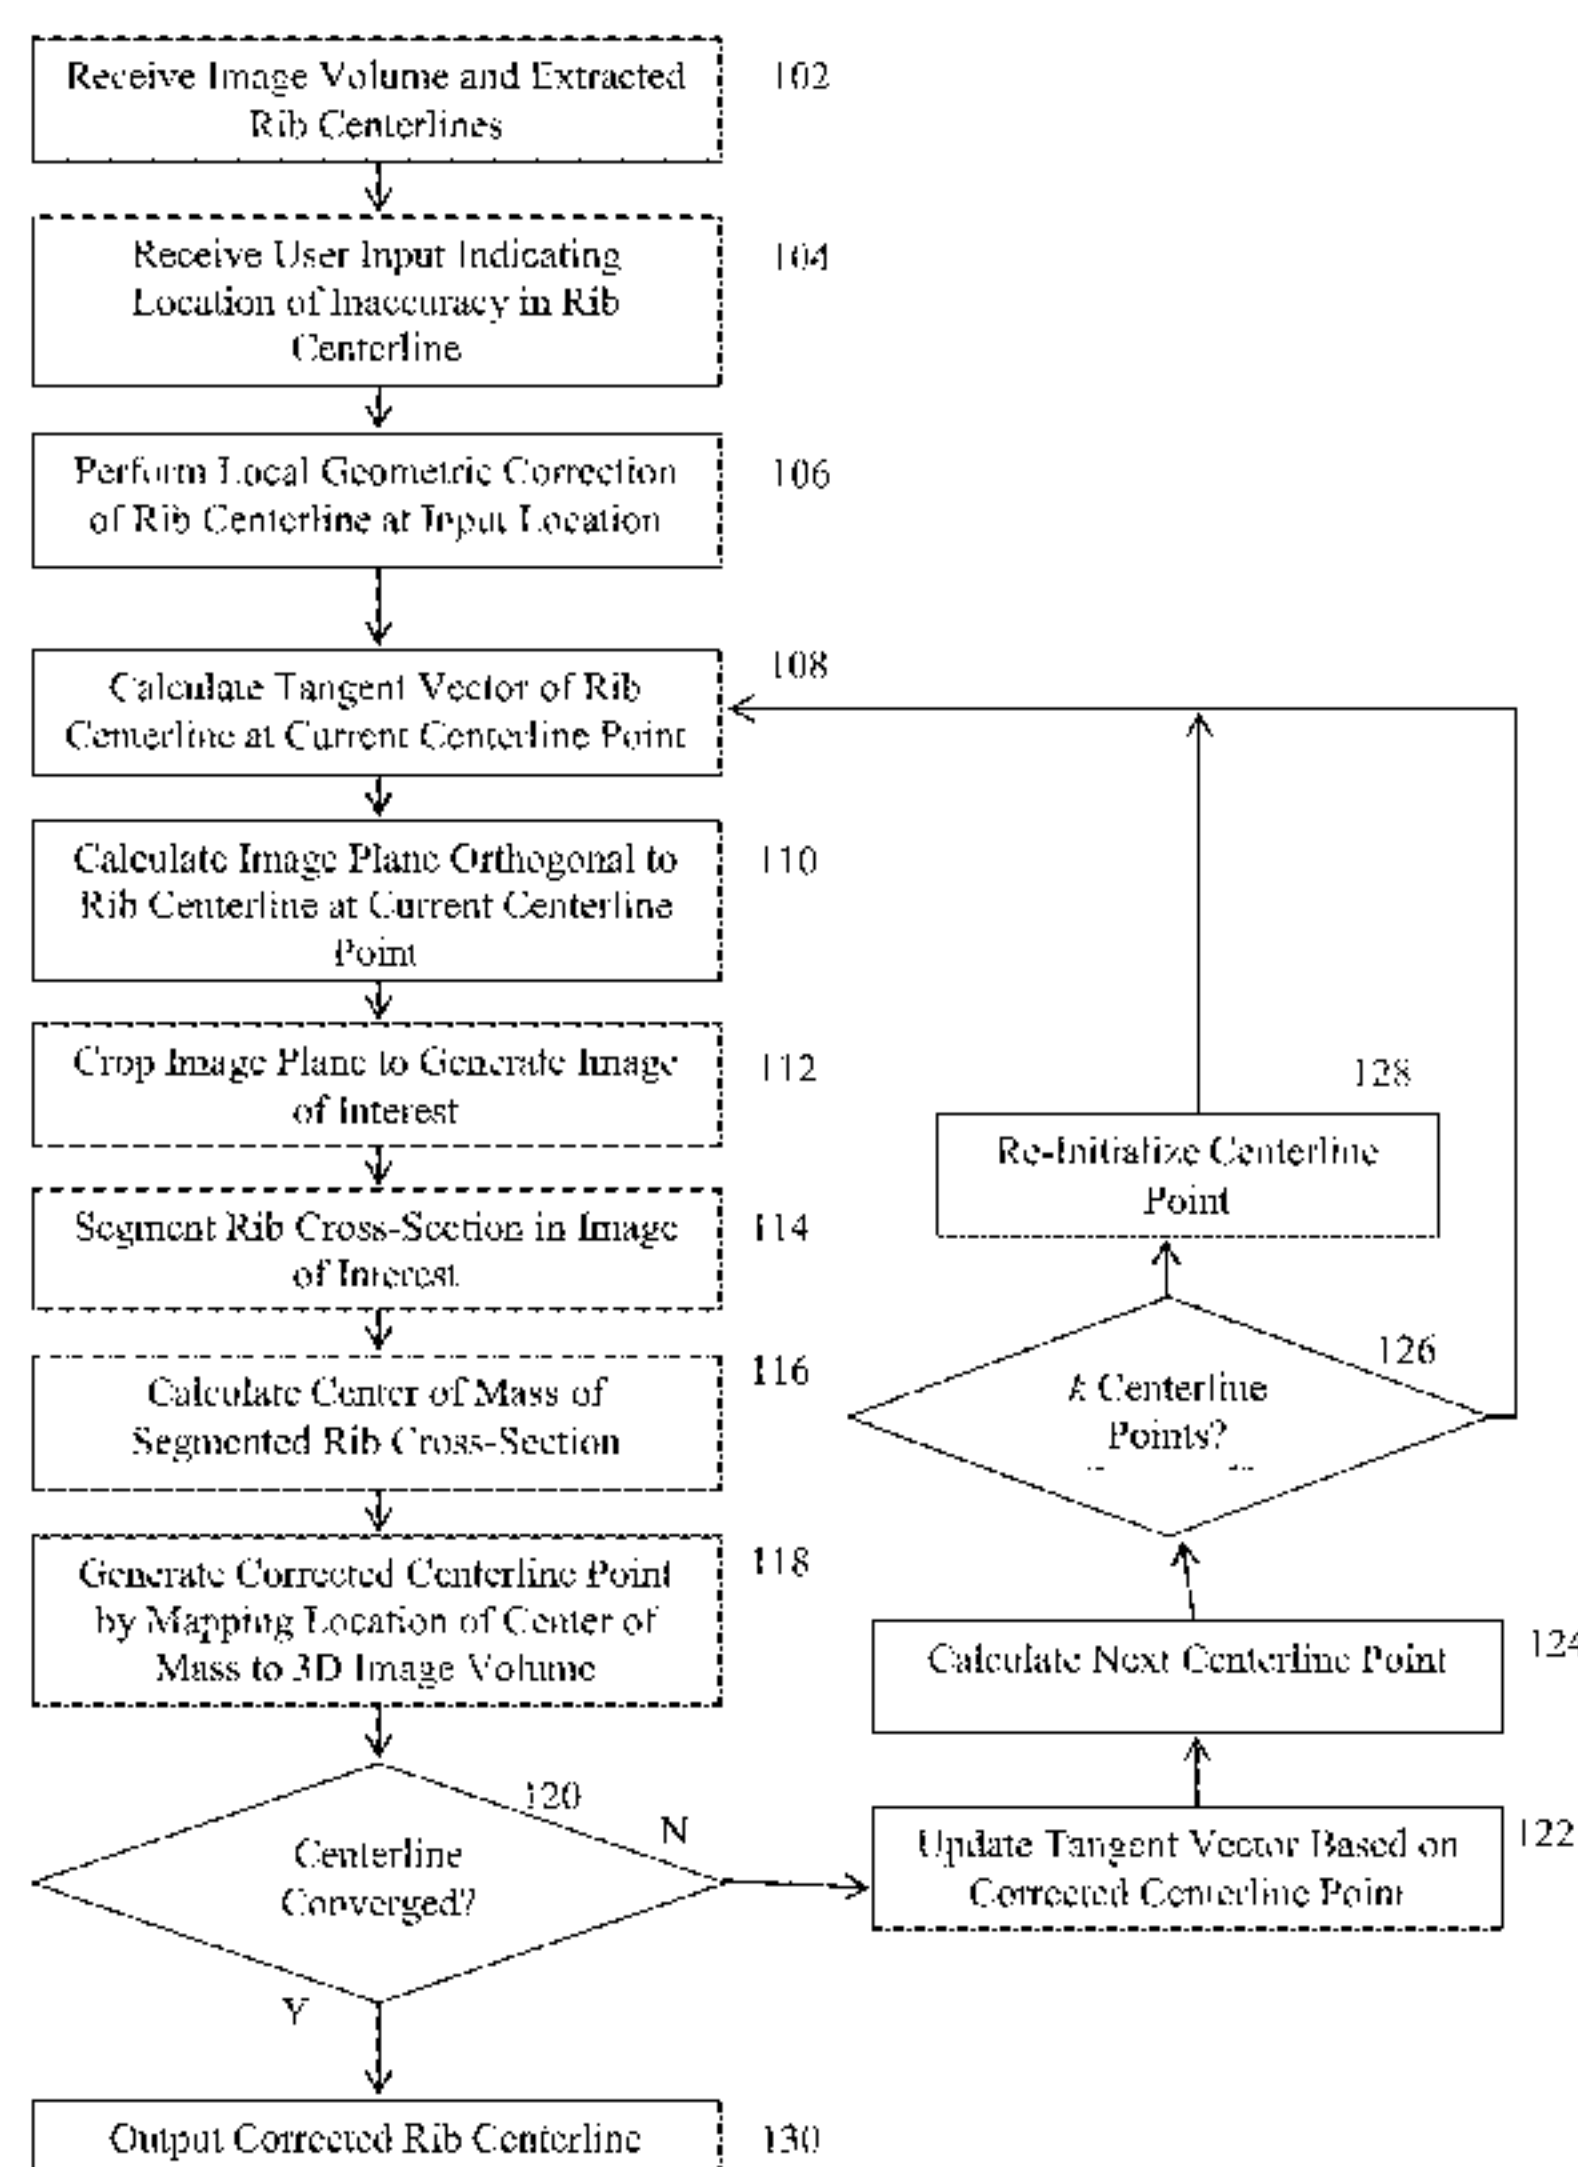 Receive Image Volume and Extracted
Rib Centerlines
102
Receive User Input Indicating
Location of Inaccuracy in Rib
Centerline
104
Perform Local Geometric Correction
of Rib Centerline at Input Location
106
Calculate Tangent Vector of Rib
Centerline at Current Centerline Point
108
Calculate Image Plane Orthogonal to
Rib Centerline at Current Centerline
Point
110
Crop Image Plane to Generate Image
of Interest
112
Segment Rib Cross-Section in Image
of Interest
114
Calculate Center of Mass of
Segmented Rib Cross-Section
116
Generate Corrected Centerline Point
by Mapping Location of Center of
Mass to 3D Image Volume
118
Centerline
Converged?
120
N
Y
Update Tangent Vector Based on
Corrected Centerline Point
122
Calculate Next Centerline Point
124
k Centerline
Points?
126
Re-Initialize Centerline
Point
128
Output Corrected Rib Centerline
130